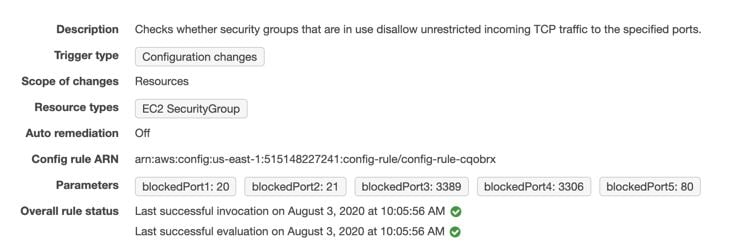 Description Checks whether security groups that are in use disallow unrestricted incoming TCP traffic to the specified ports.
Trigger type Configuration changes
Scope of changes Resources
Resource types EC2 SecurityGroup
Auto remediation Off
Config rule ARN arn:aws:config:us-east-1:515148227241:config-rule/config-rule-cqobrx
Parameters blockedPort1: 20 blockedPort2: 21 blockedPort3: 3389 blockedPort4: 3306 blockedPort5: 80
Overall rule status Last successful invocation on August 3, 2020 at 10:05:56 AM
Last successful evaluation on August 3, 2020 at 10:05:56 AM